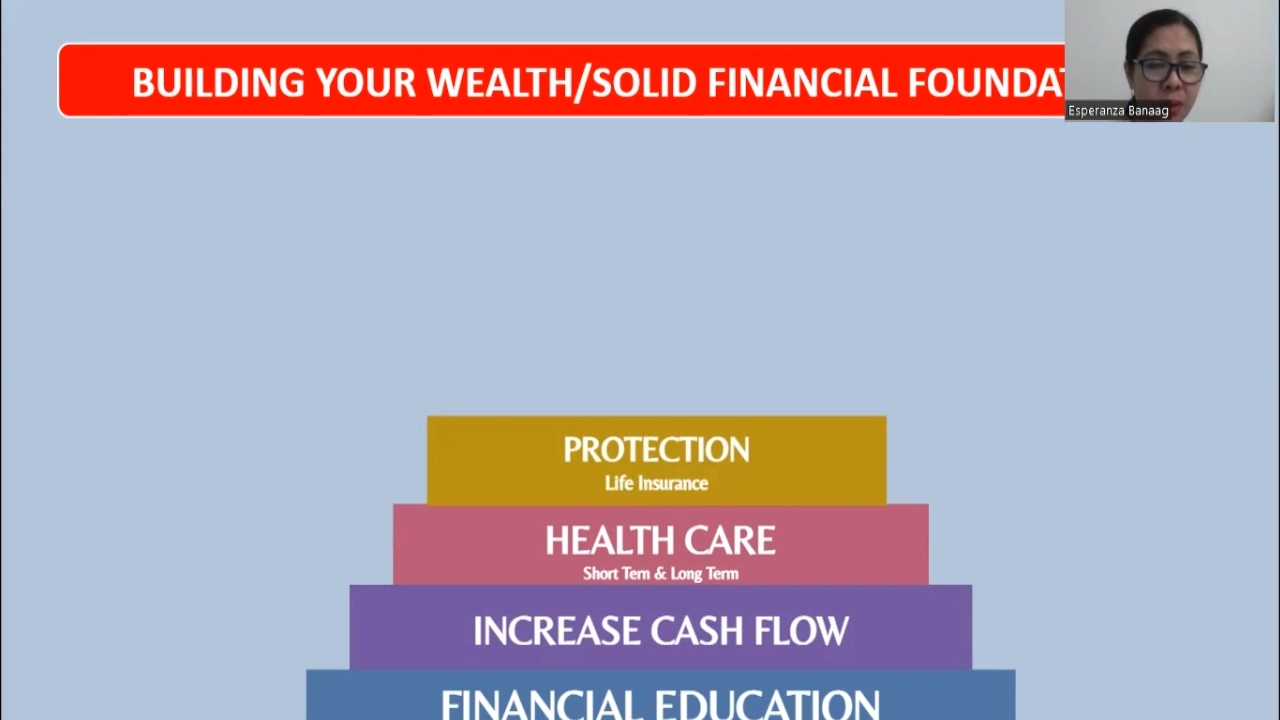 BUILDING YOUR WEALTH/SOLID FINANCIAL FOUNDAT
Esperanza Banaag
PROTECTION
Life Insurance
HEALTH CARE
Short Tem & Long Term
INCREASE CASH FLOW
FINANCIAL EDUCATION